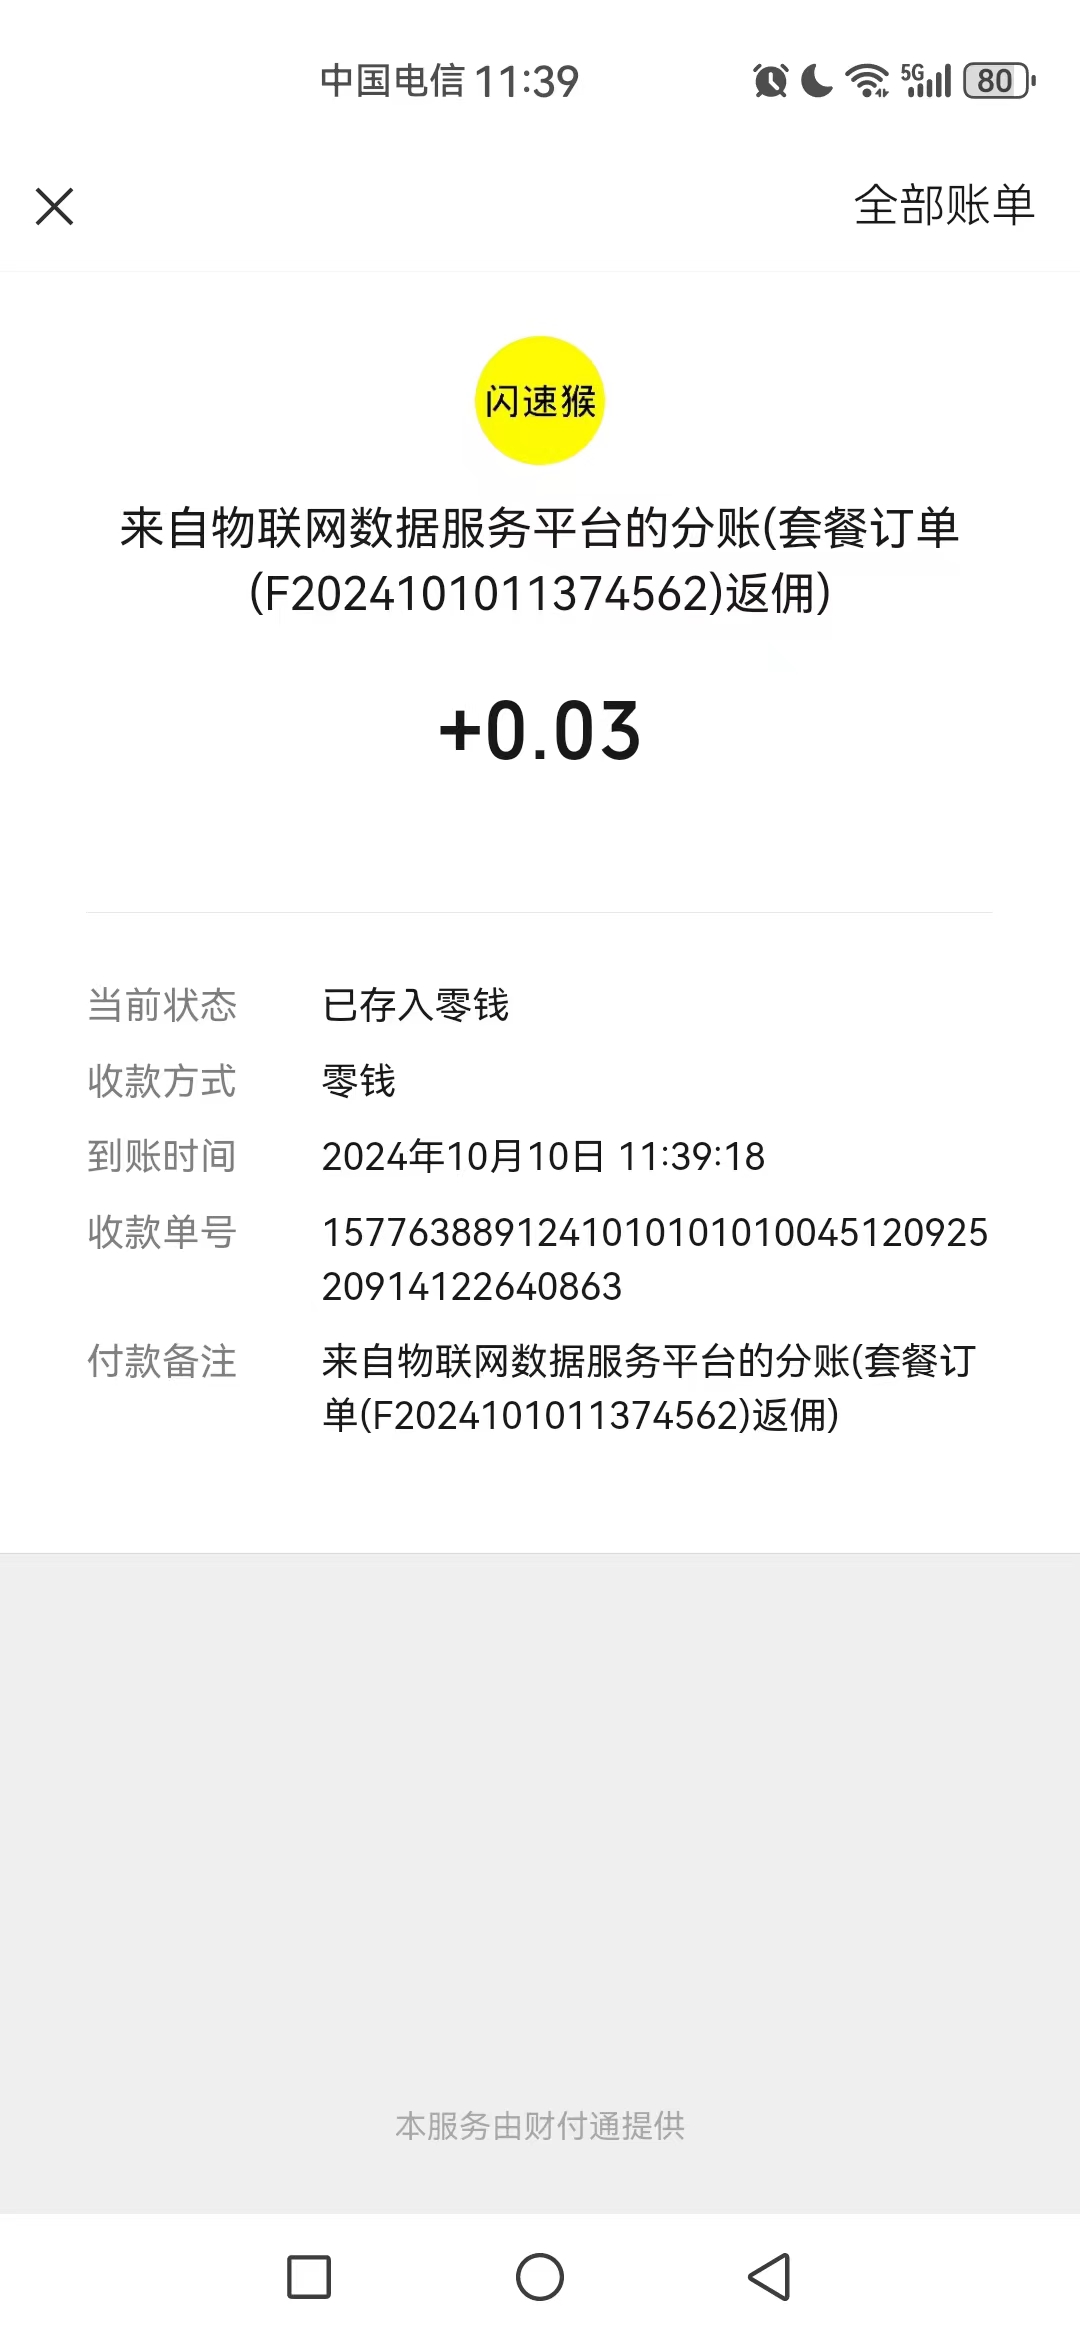 中国电信 11:39
5G
80
全部账单
闪速猴
来自物联网数据服务平台的分账(套餐订单
(F2024101011374562)返佣)
+0.03
当前状态 已存入零钱
收款方式 零钱
到账时间 2024年10月10日 11:39:18
收款单号 1577638891241010101010045120925
20914122640863
付款备注 来自物联网数据服务平台的分账(套餐订
单(F2024101011374562)返佣)
本服务由财付通提供